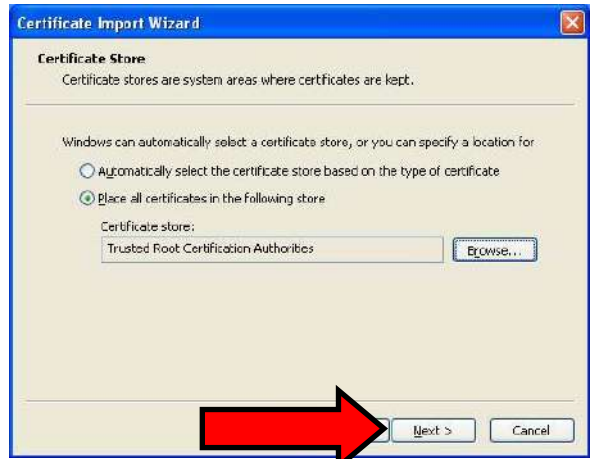 Certificate Import Wizard
Certificate Store
Certificate stores are system areas where certificates are kept.
Windows can automatically select a certificate store, or you can specify a location for
Automatically select the certificate store based on the type of certificate
Place all certificates in the following store
Certificate store:
Trusted Root Certification Authorities
Browse...
Next >
Cancel